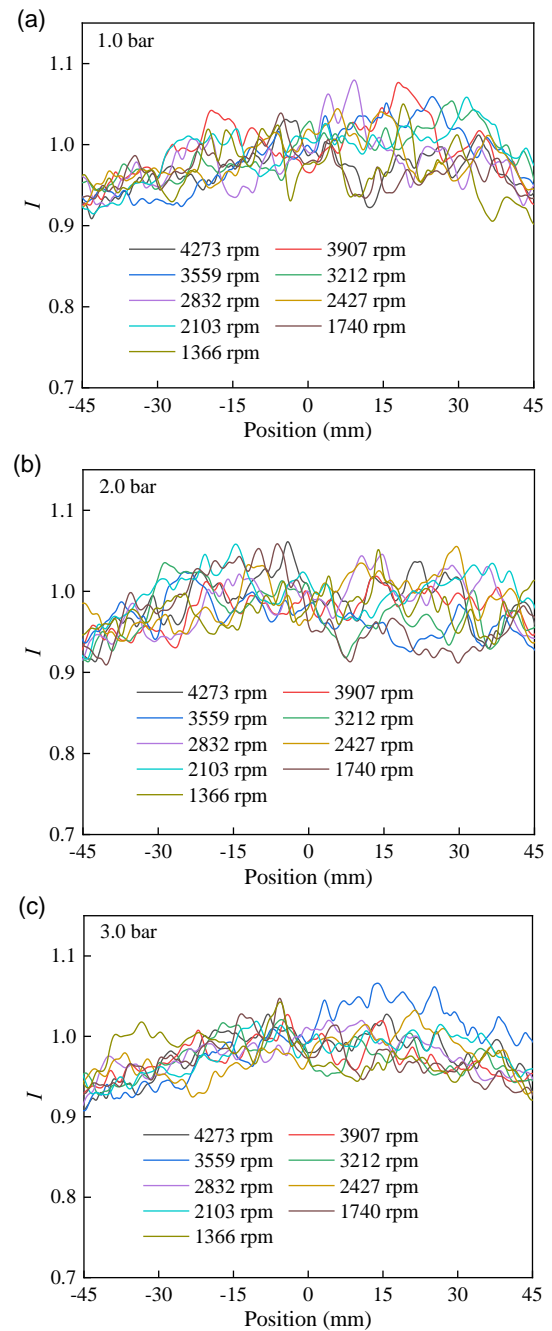 (a)
1.0 bar
1.1
1.0
0.9
0.8
0.7
I
4273 rpm 3907 rpm
3559 rpm 3212 rpm
2832 rpm 2427 rpm
2103 rpm 1740 rpm
1366 rpm
-45 -30 -15 0 15 30 45
Position (mm)
(b)
2.0 bar
1.1
1.0
0.9
0.8
0.7
I
4273 rpm 3907 rpm
3559 rpm 3212 rpm
2832 rpm 2427 rpm
2103 rpm 1740 rpm
1366 rpm
-45 -30 -15 0 15 30 45
Position (mm)
(c)
3.0 bar
1.1
1.0
0.9
0.8
0.7
I
4273 rpm 3907 rpm
3559 rpm 3212 rpm
2832 rpm 2427 rpm
2103 rpm 1740 rpm
1366 rpm
-45 -30 -15 0 15 30 45
Position (mm)